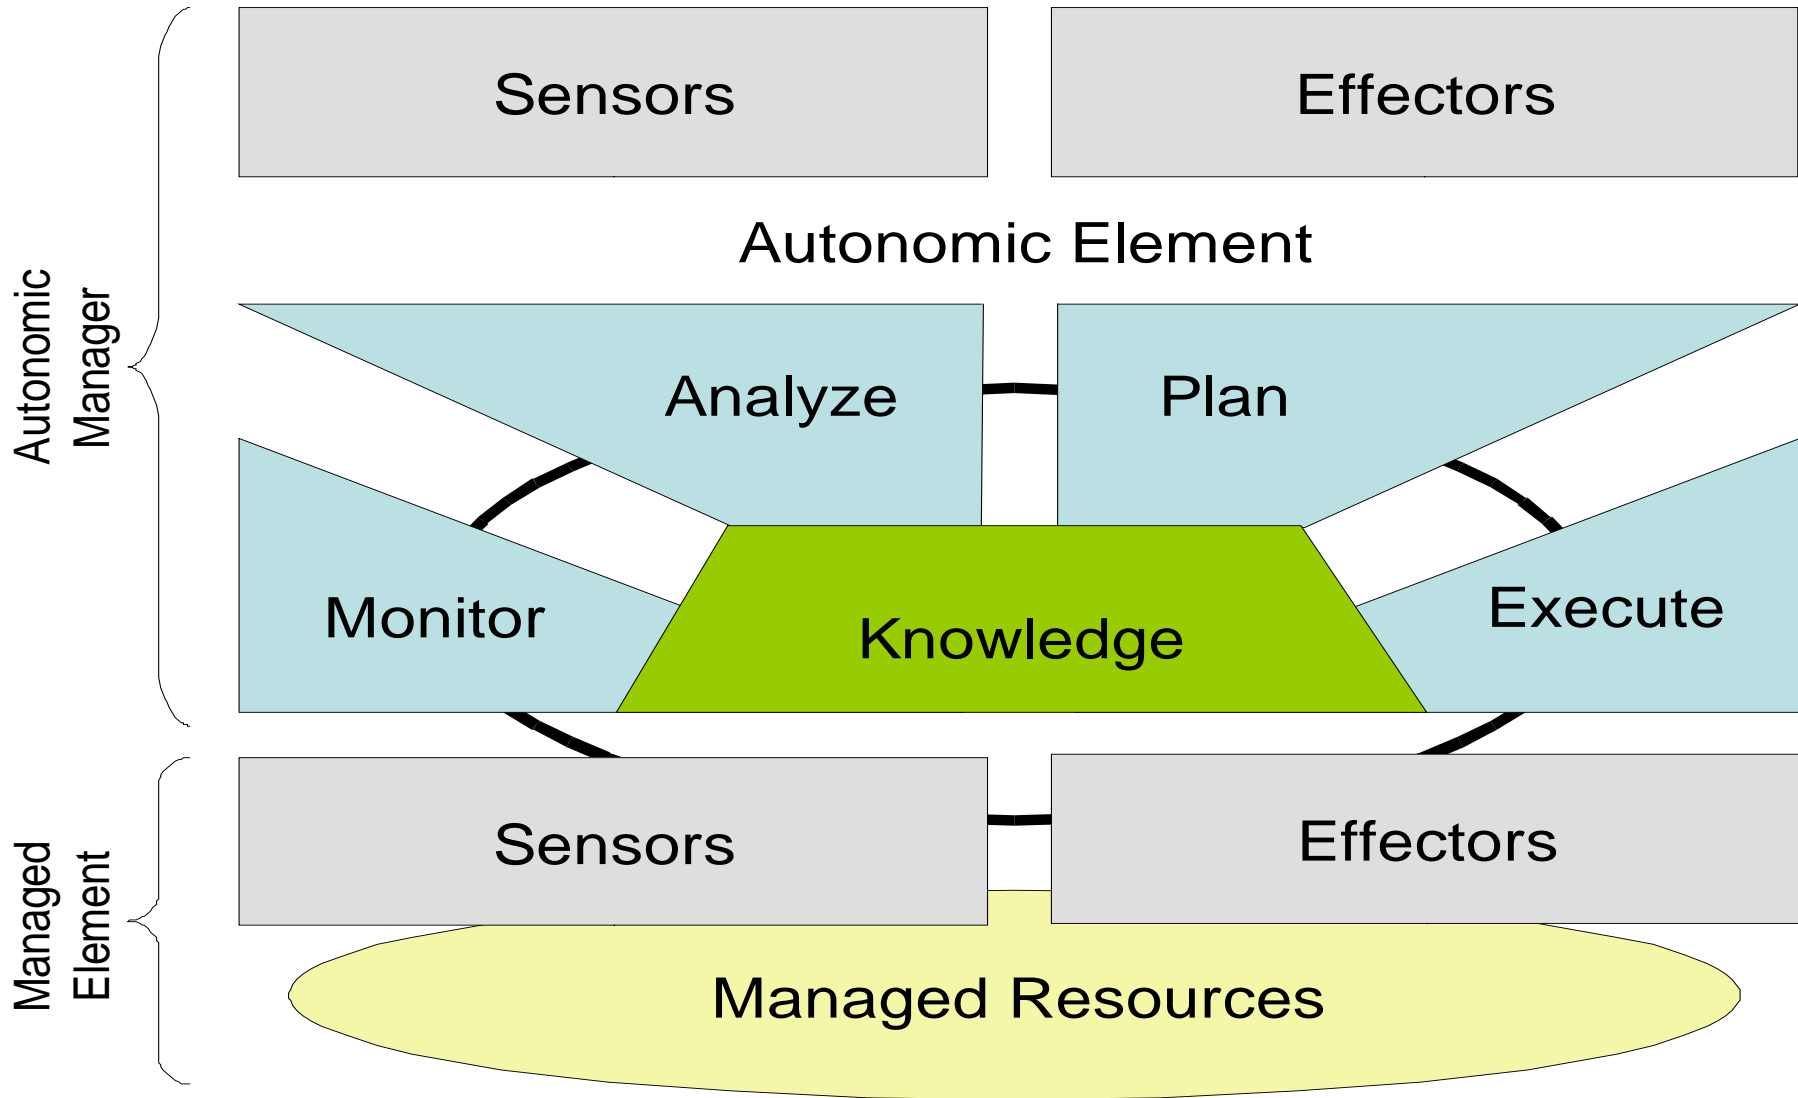 Sensors
Effectors
Autonomic Element
Autonomic
Manager
Analyze
Plan
Monitor
Knowledge
Execute
Managed
Element
Sensors
Effectors
Managed Resources